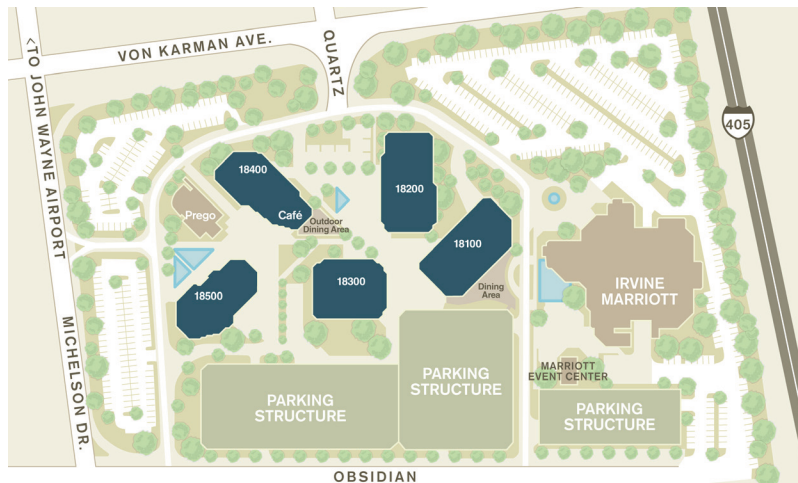 VON KARMAN AVE.
QUARTZ
<TO JOHN WAYNE AIRPORT
405
18400
18200
Prego
Café
Outdoor
Dining Area
18100
18500
18300
Dining
Area
IRVINE
MARRIOTT
MICHELSON DR.
PARKING
STRUCTURE
PARKING
STRUCTURE
MARRIOTT
EVENT CENTER
PARKING
STRUCTURE
OBSIDIAN